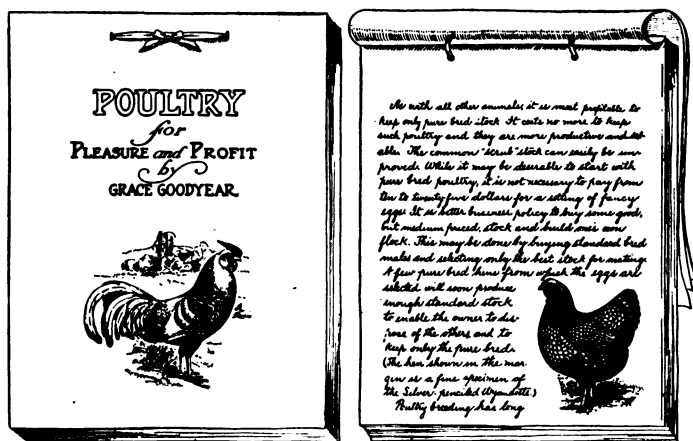 POULTRY
for
PLEASURE and PROFIT
by
GRACE GOODYEAR.
As with all other animals, it is most profitable to
keep only pure bred stock It costs no more to keep
such poultry and they are more productive and
able. The common "scrub" stock can easily be im-
proved. While it may be desirable to start with
pure bred poultry, it is not necessary to pay from
ten to twenty five dollars for a setting of fancy
eggs. It is better business policy to buy some good,
but medium priced, stock and build one's own
flock. This may be done by buying standard bred
males and selecting only the best stock for mating.
A few pure bred hens from which the eggs are
selected will soon produce
enough standard stock
to enable the owner to dis-
pose of the others and to
keep only the pure bred.
(The hen shown in the mar-
gin is a fine specimen of
the Silver-penciled Wyandotte.)
Poultry breeding has long